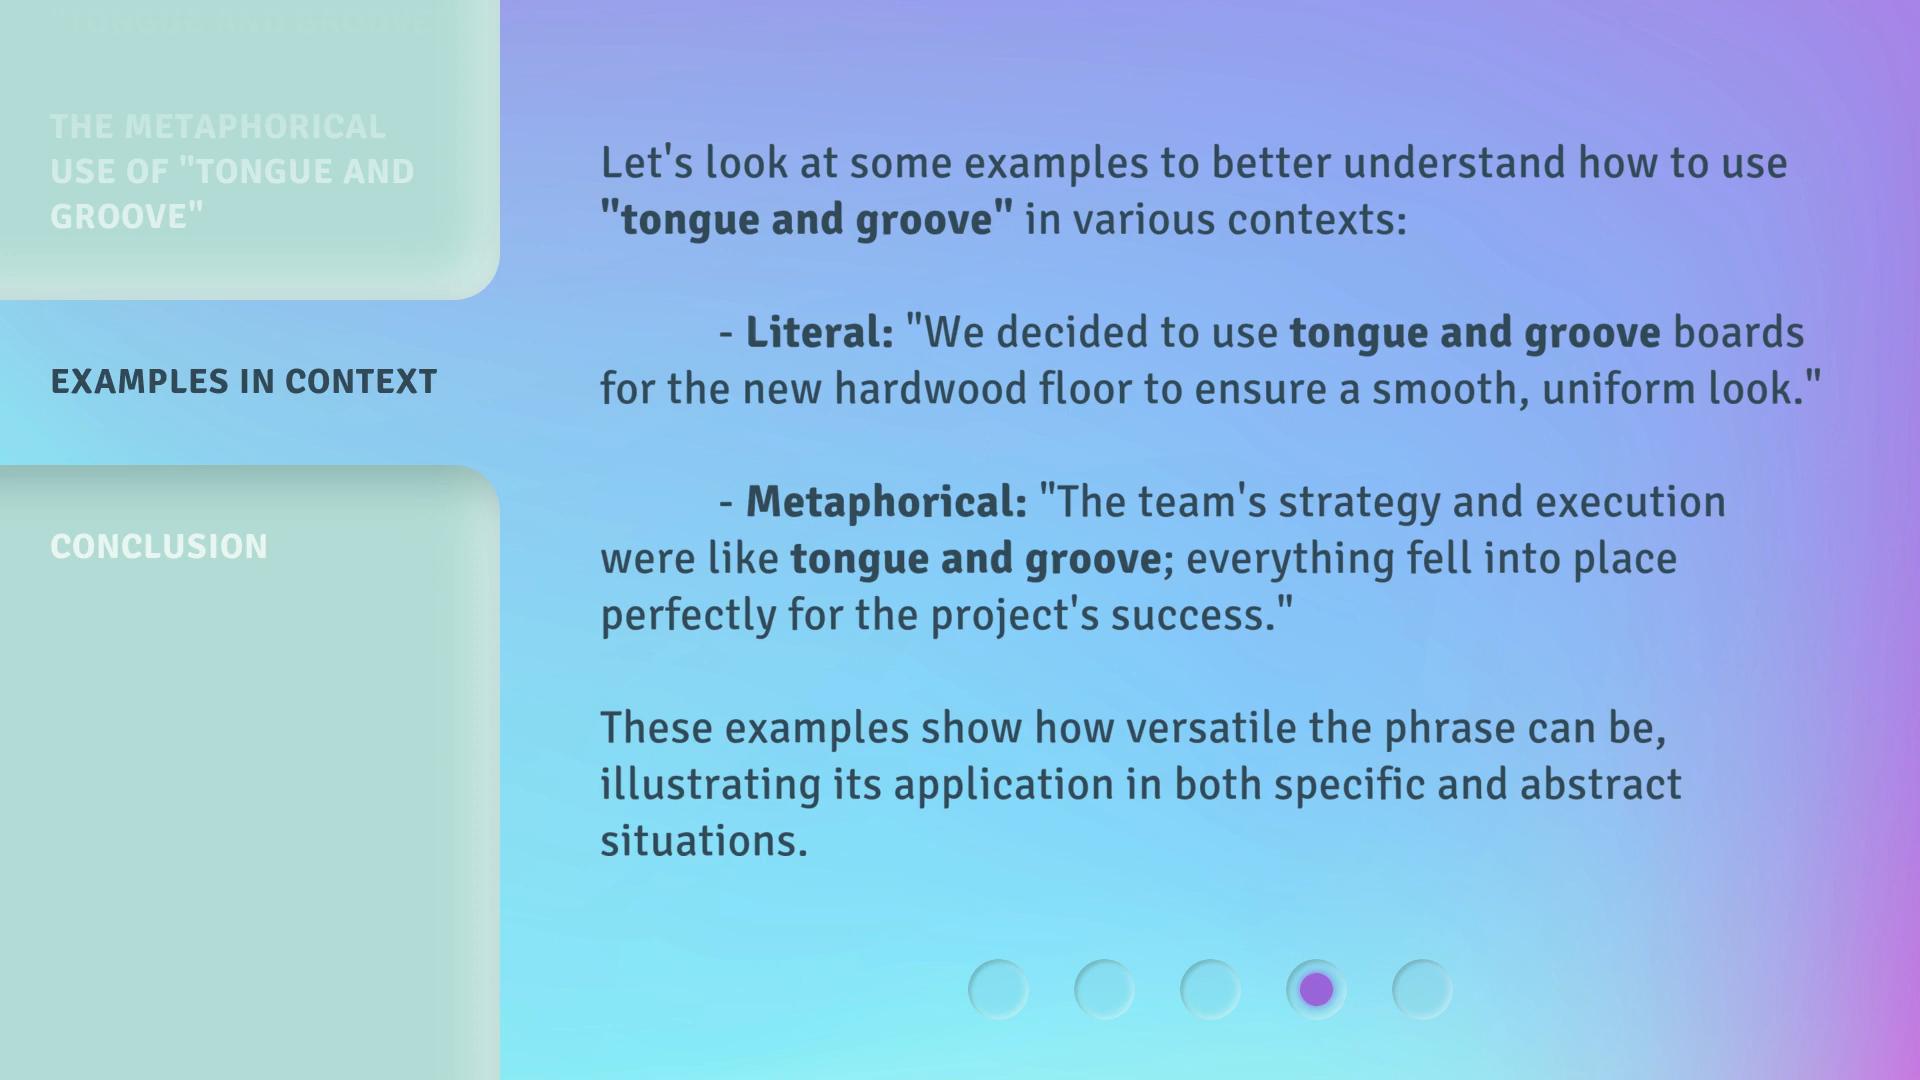 "TONGUE AND GROOVE"
THE METAPHORICAL
USE OF "TONGUE AND
GROOVE"
EXAMPLES IN CONTEXT
CONCLUSION
Let's look at some examples to better understand how to use
"tongue and groove" in various contexts:
- Literal: "We decided to use tongue and groove boards
for the new hardwood floor to ensure a smooth, uniform look."
- Metaphorical: "The team's strategy and execution
were like tongue and groove; everything fell into place
perfectly for the project's success."
These examples show how versatile the phrase can be,
illustrating its application in both specific and abstract
situations.